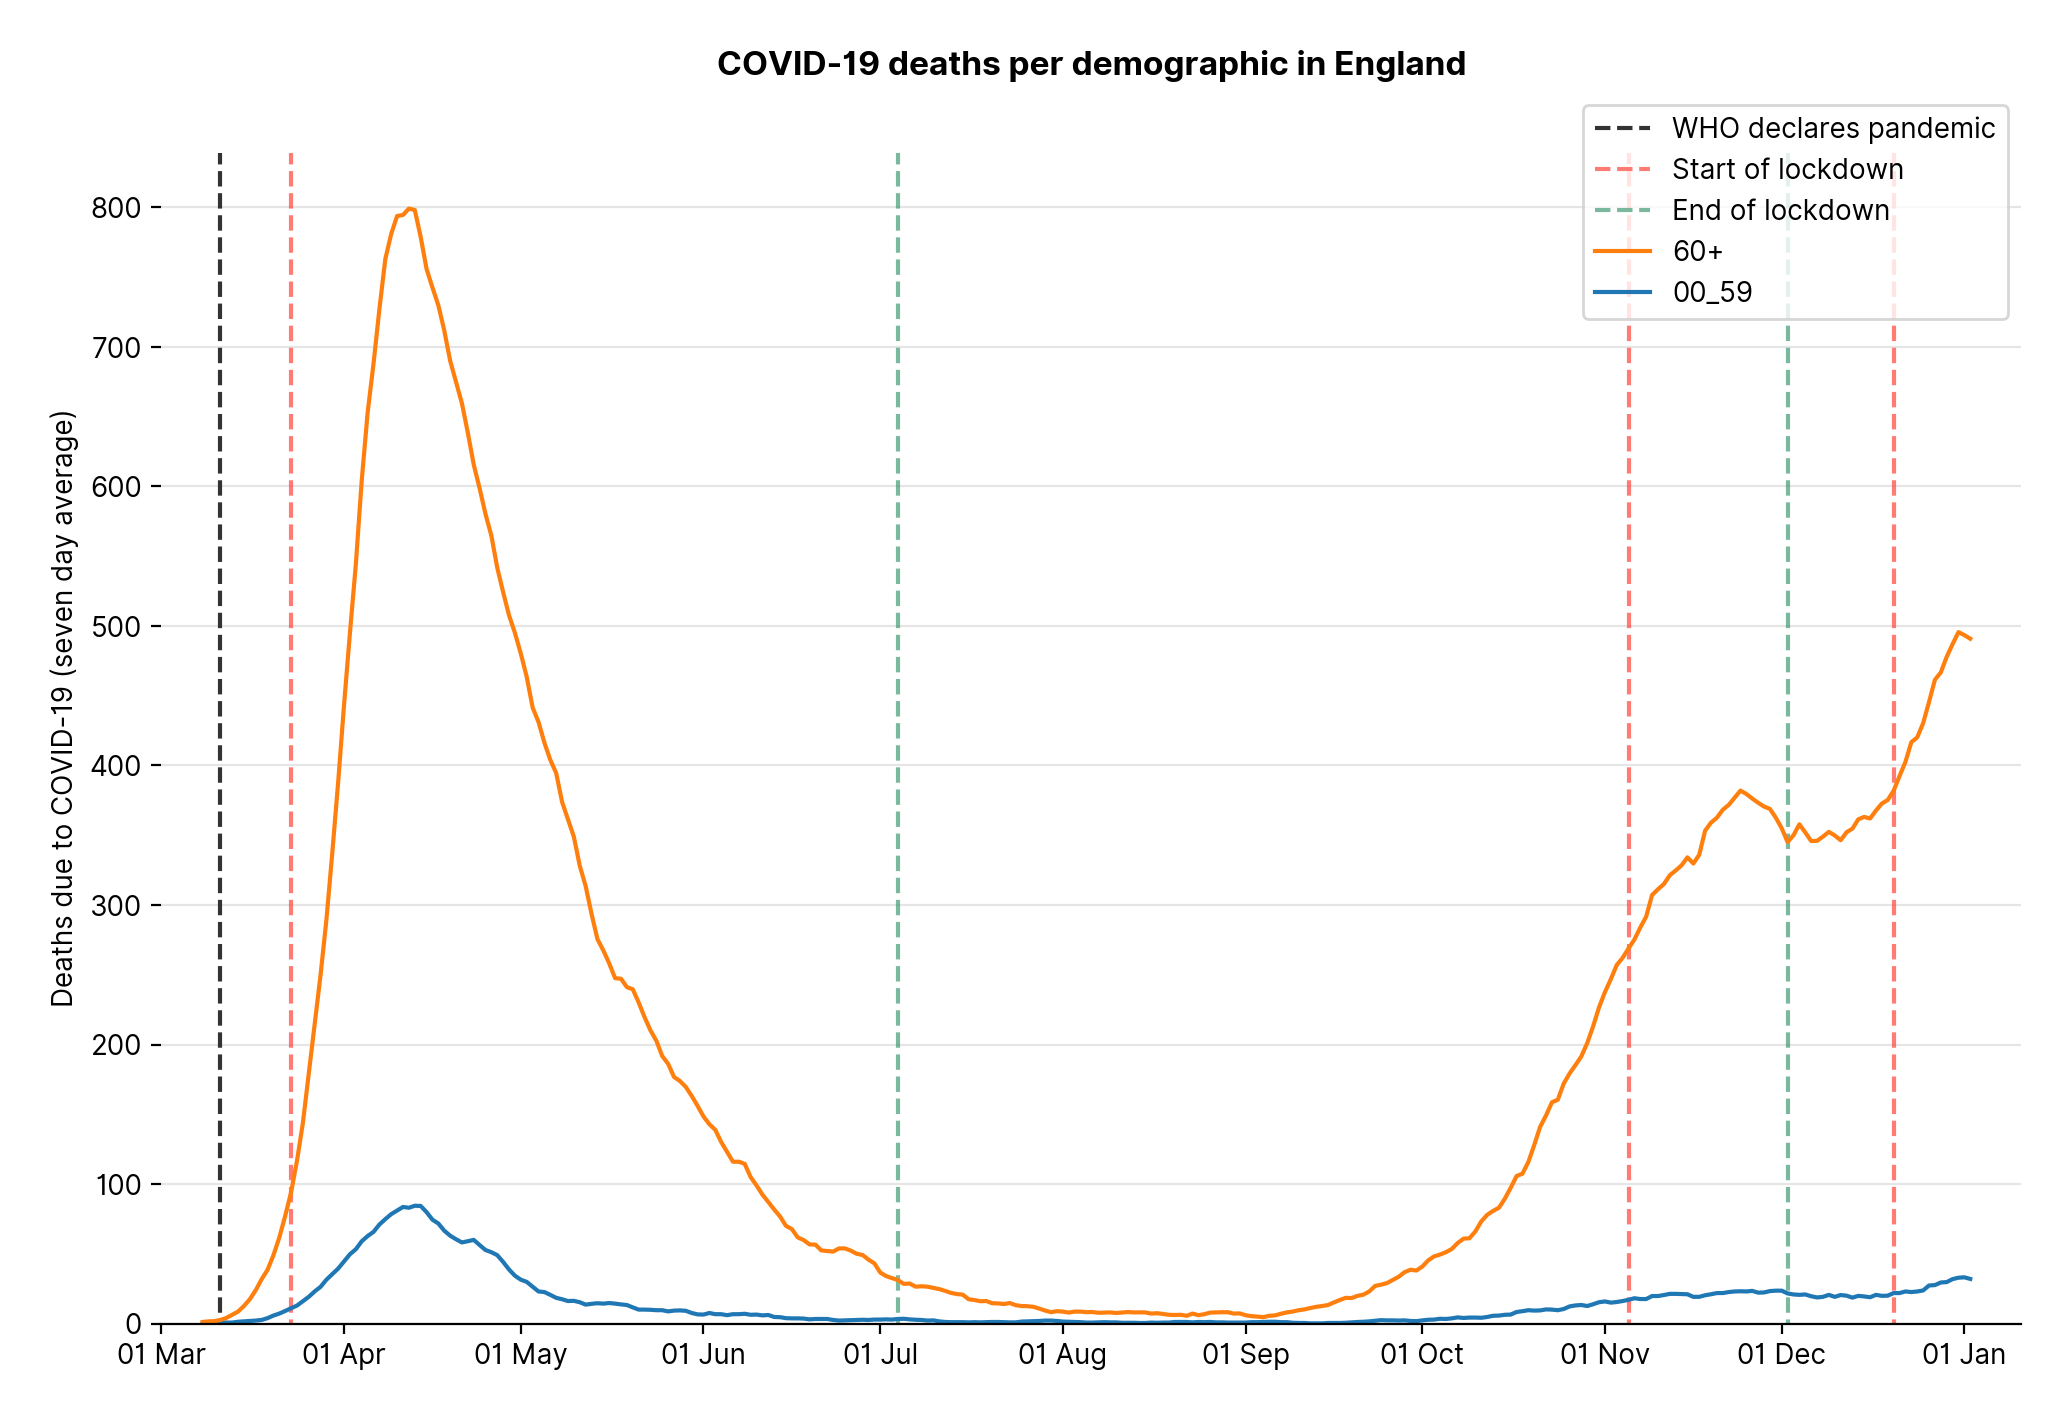 COVID-19 deaths per demographic in England
WHO declares pandemic
Start of lockdown
End of lockdown
60+
00_59
Deaths due to COVID-19 (seven day average)
800
700
600
500
400
300
200
100
0
01 Mar
01 Apr
01 May
01 Jun
01 Jul
01 Aug
01 Sep
01 Oct
01 Nov
01 Dec
01 Jan